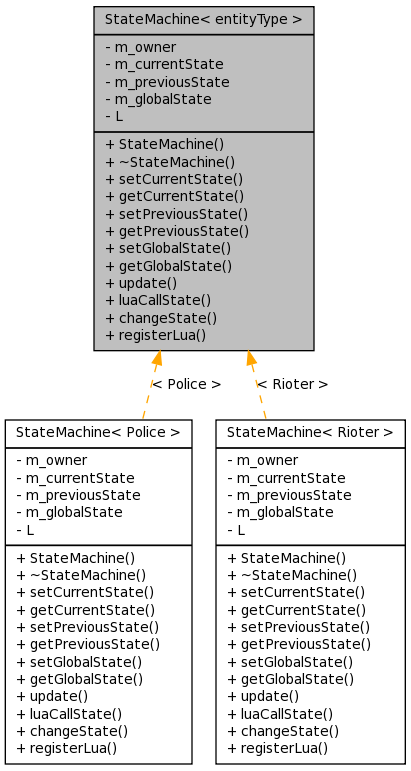 StateMachine< entityType >
- m_owner
- m_currentState
- m_previousState
- m_globalState
- L
+ StateMachine()
+ ~StateMachine()
+ setCurrentState()
+ getCurrentState()
+ setPreviousState()
+ getPreviousState()
+ setGlobalState()
+ getGlobalState()
+ update()
+ luaCallState()
+ changeState()
+ registerLua()
< Police >
< Rioter >
StateMachine< Police >
- m_owner
- m_currentState
- m_previousState
- m_globalState
- L
+ StateMachine()
+ ~StateMachine()
+ setCurrentState()
+ getCurrentState()
+ setPreviousState()
+ getPreviousState()
+ setGlobalState()
+ getGlobalState()
+ update()
+ luaCallState()
+ changeState()
+ registerLua()
StateMachine< Rioter >
- m_owner
- m_currentState
- m_previousState
- m_globalState
- L
+ StateMachine()
+ ~StateMachine()
+ setCurrentState()
+ getCurrentState()
+ setPreviousState()
+ getPreviousState()
+ setGlobalState()
+ getGlobalState()
+ update()
+ luaCallState()
+ changeState()
+ registerLua()